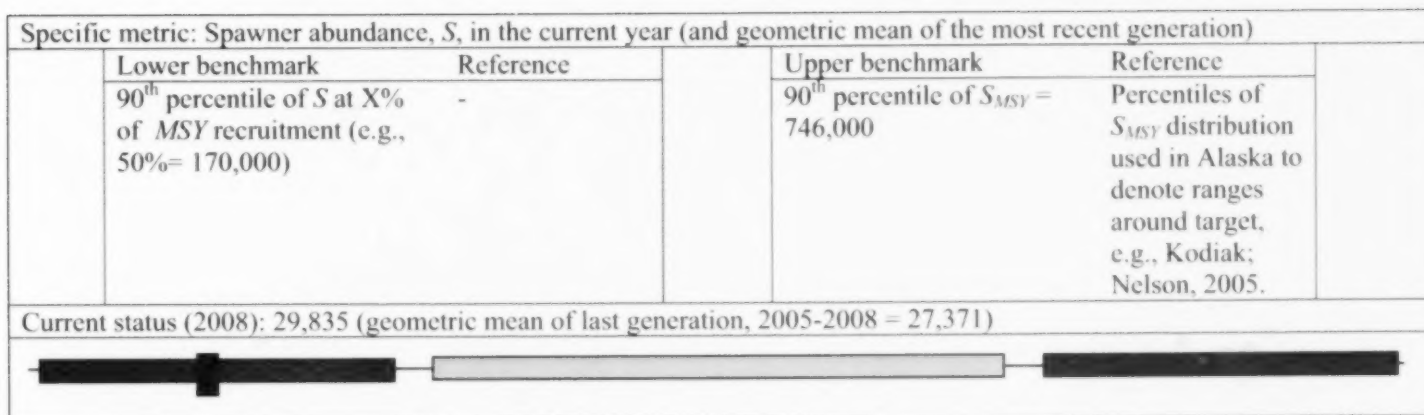 Specific metric: Spawner abundance, S, in the current year (and geometric mean of the most recent generation)
Lower benchmark
Reference
90th percentile of S at X%
of MSY recruitment (e.g.,
50%= 170,000)
-
Upper benchmark
Reference
90th percentile of SMSY =
746,000
Percentiles of
SMSY distribution
used in Alaska to
denote ranges
around target,
e.g., Kodiak;
Nelson, 2005.
Current status (2008): 29,835 (geometric mean of last generation, 2005-2008 = 27,371)